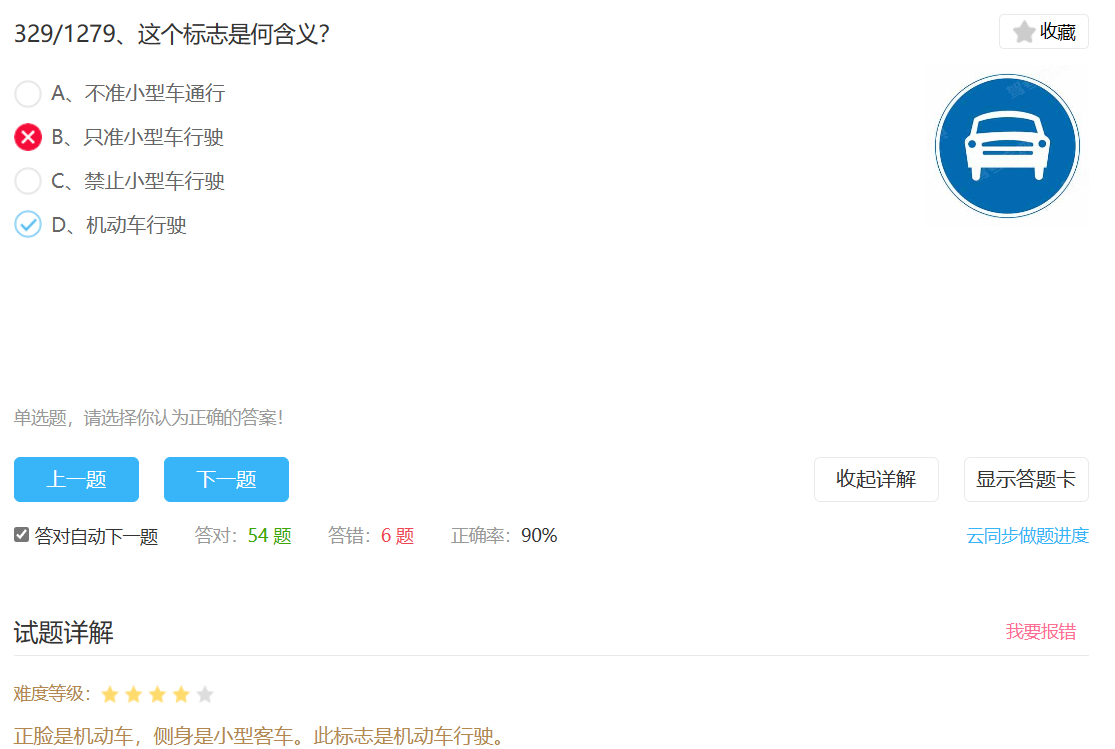 329/1279、这个标志是何含义?
收藏
A、不准小型车通行
B、只准小型车行驶
C、禁止小型车行驶
D、机动车行驶
单选题，请选择你认为正确的答案!
上一题 下一题 收起详解 显示答题卡
答对自动下一题 答对：54 题 答错：6 题 正确率：90% 云同步做题进度
试题详解 我要报错
难度等级：
正脸是机动车，侧身是小型客车。此标志是机动车行驶。